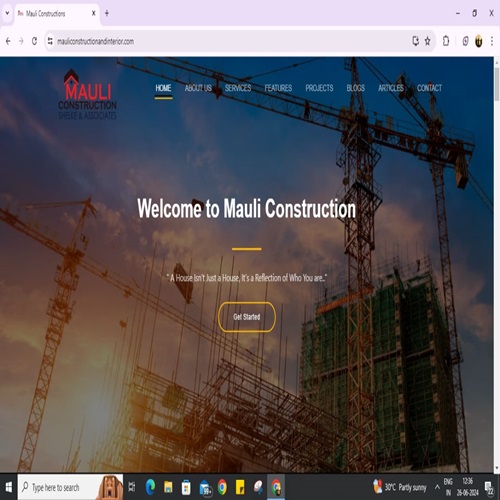 Mauli Constructions
mauliconstructionandinterior.com
MAULI
CONSTRUCTION
SHRUEE & ASSOCIATES
HOME ABOUT US SERVICES FEATURES PROJECTS BLOGS ARTICLES CONTACT
Welcome to Mauli Construction
" A House Isn't Just a House, It's a Reflection of Who You are.."
Get Started
Type here to search
99+
30°C Partly sunny
ENG
IN
12:36
26-06-2024